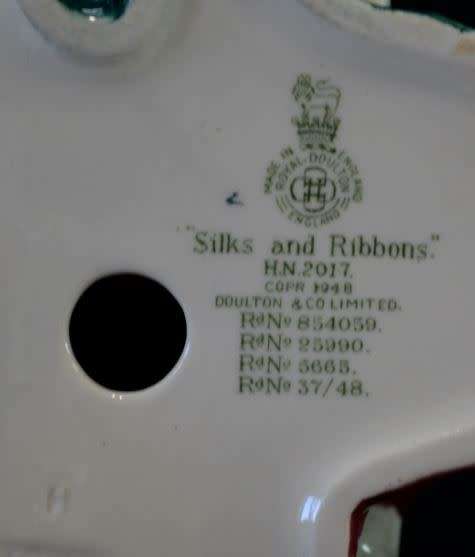 MADE IN ENGLAND
ROYAL·DOULTON
ENGLAND
"Silks and Ribbons."
H.N.2017.
COPR 1948
DOULTON & CO LIMITED.
RdNo 854059.
RdNo 25990.
RdNo 5665.
RdNo 37/48.
H